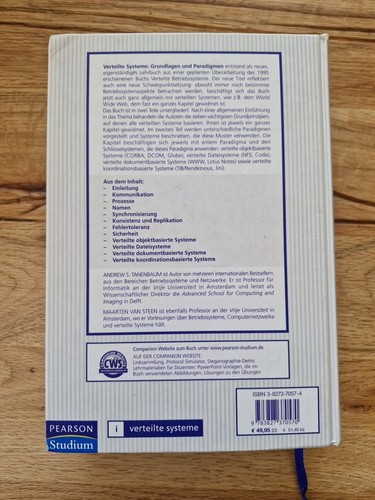 Verteilte Systeme: Grundlagen und Paradigmen entstand als neues,
eigenständiges Lehrbuch aus einer geplanten Überarbeitung des 1995
erschienenen Buchs Verteilte Betriebssysteme. Der neue Titel reflektiert
auch eine neue Schwerpunktsetzung: obwohl immer noch bestimmte
Betriebssystemaspekte betrachtet werden, beschäftigt sich das Buch
jetzt auch ganz allgemein mit verteilten Systemen, wie z.B. dem World
Wide Web, dem fast ein ganzes Kapitel gewidmet ist.
Das Buch ist in zwei Teile untergliedert. Nach einer allgemeinen Einführung
in das Thema behandeln die Autoren die sieben wichtigsten Grundprinzipien,
auf denen alle verteilten Systeme basieren. Ihnen ist jeweils ein ganzes
Kapitel gewidmet. Im zweiten Teil werden unterschiedliche Paradigmen
vorgestellt und Systeme beschrieben, die diese Muster verwenden. Die
Kapitel beschäftigen sich jeweils mit einem Paradigma und den
Schlüsselsystemen, die dieses Paradigma anwenden: verteilte objektbasierte
Systeme (CORBA, DCOM, Globe), verteilte Dateisysteme (NFS, Coda),
verteilte dokumentbasierte Systeme (WWW, Lotus Notes) sowie verteilte
koordinationsbasierte Systeme (TIB/Rendezvous, Jini).
Aus dem Inhalt:
– Einleitung
– Kommunikation
– Prozesse
– Namen
– Synchronisierung
– Konsistenz und Replikation
– Fehlertoleranz
– Sicherheit
– Verteilte objektbasierte Systeme
– Verteilte Dateisysteme
– Verteilte dokumentbasierte Systeme
– Verteilte koordinationsbasierte Systeme
ANDREW S. TANENBAUM ist Autor von mehreren internationalen Bestsellern
aus den Bereichen Betriebssysteme und Netzwerke. Er ist Professor für
Informatik an der Vrije Universiteit in Amsterdam und leitet als
Wissenschaftlicher Direktor die Advanced School for Computing and
Imaging in Delft.
MAARTEN VAN STEEN ist ebenfalls Professor an der Vrije Universiteit in
Amsterdam, wo er Vorlesungen über Betriebssysteme, Computernetzwerke
und verteilte Systeme hält.
Companion Website zum Buch unter www.pearson-studium.de
CWS
AUF DER COMPANION WEBSITE:
Linksammlung, Protocol Simulator, Steganographie-Demo
Lehrmaterialien für Dozenten: PowerPoint-Vorlagen, die im
Buch verwendeten Abbildungen, Lösungen zu den Übungen
ISBN 3-8273-7057-4
9 783827 370570
€ 49,95 [D] € 51,40 [A]
PEARSON
Studium
i verteilte systeme